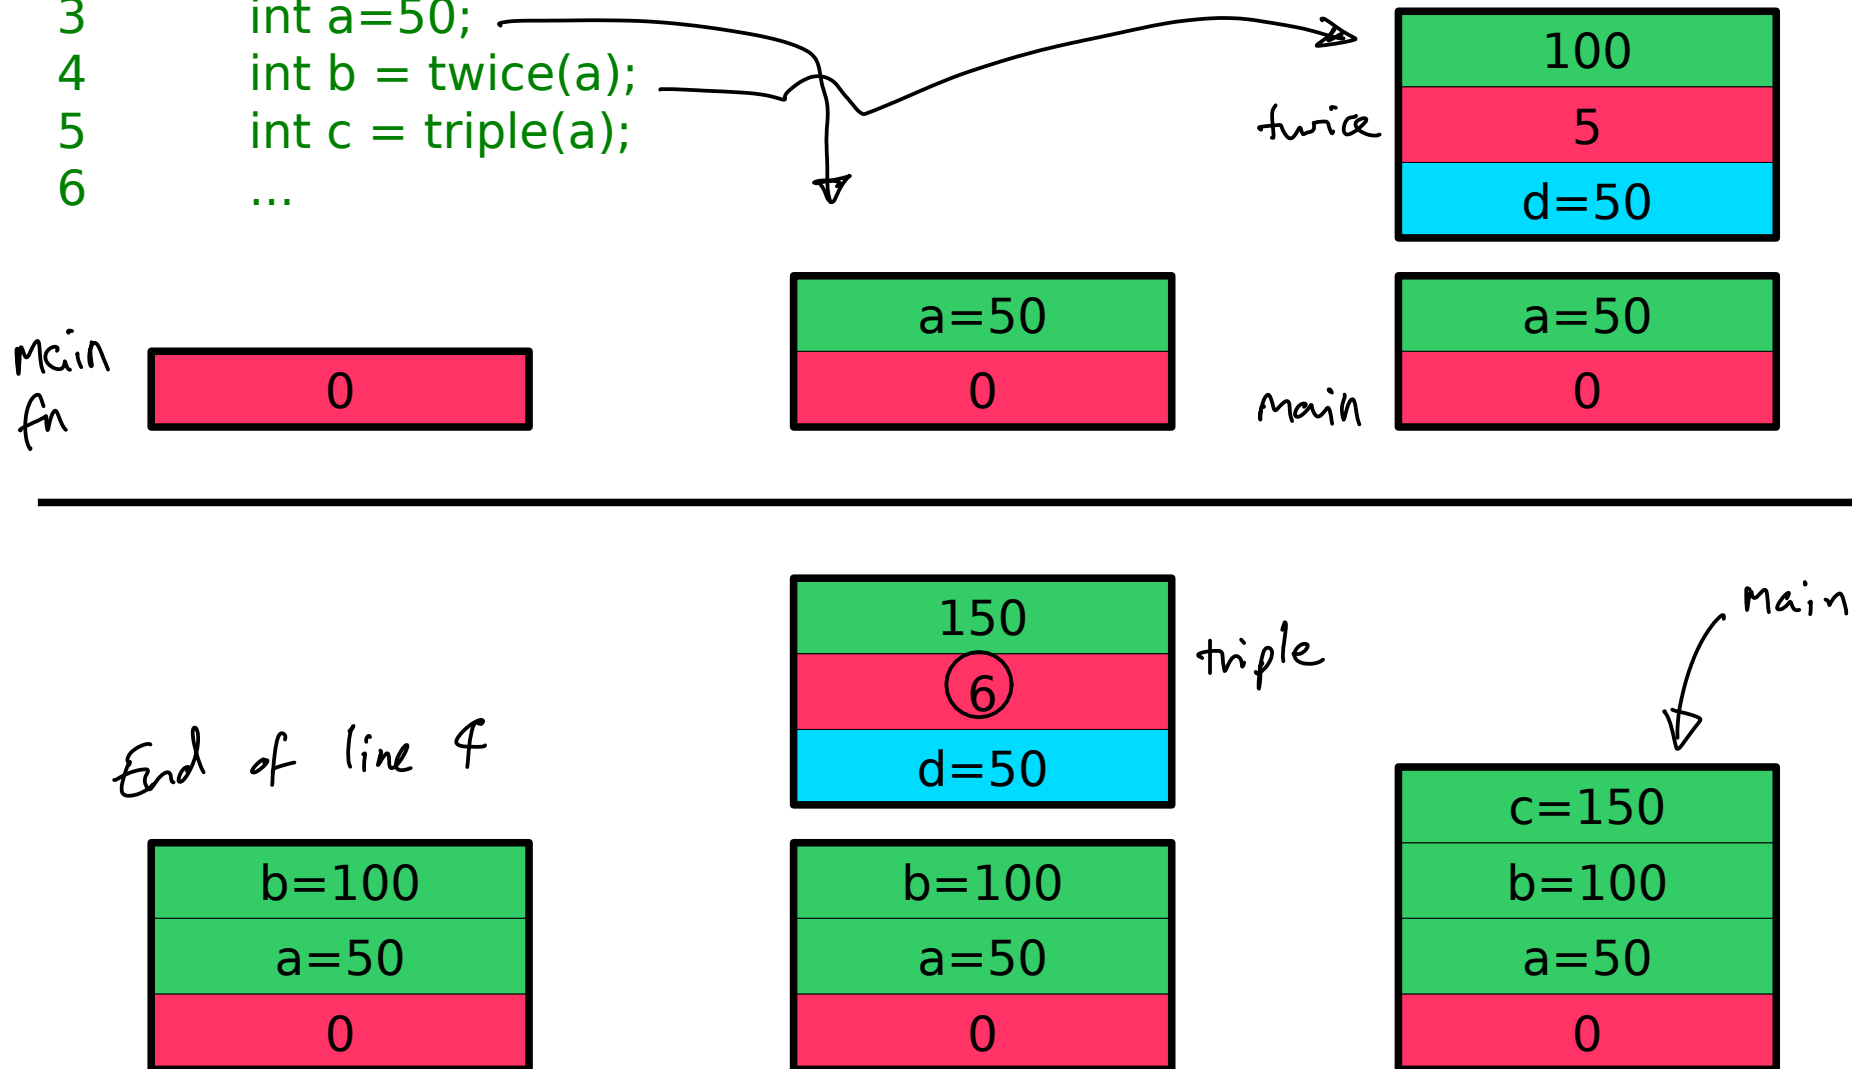 3 int a=50;
4 int b = twice(a);
5 int c = triple(a);
6 ...
100
twice
5
d=50
a=50
a=50
Main
fn
0
0
main
0
150
triple
6
d=50
Main
End of line 4
c=150
b=100
b=100
b=100
a=50
a=50
a=50
0
0
0